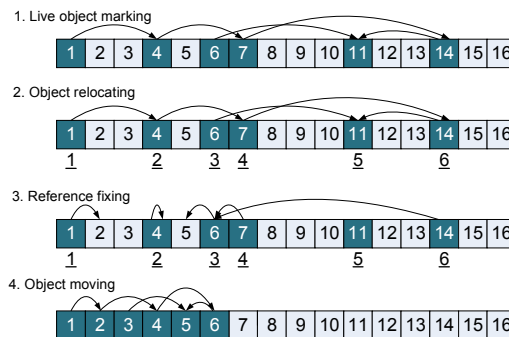 1. Live object marking
1 2 3 4 5 6 7 8 9 10 11 12 13 14 15 16
2. Object relocating
1 2 3 4 5 6 7 8 9 10 11 12 13 14 15 16
1 2 3 4 5 6
3. Reference fixing
1 2 3 4 5 6 7 8 9 10 11 12 13 14 15 16
1 2 3 4 5 6
4. Object moving
1 2 3 4 5 6 7 8 9 10 11 12 13 14 15 16